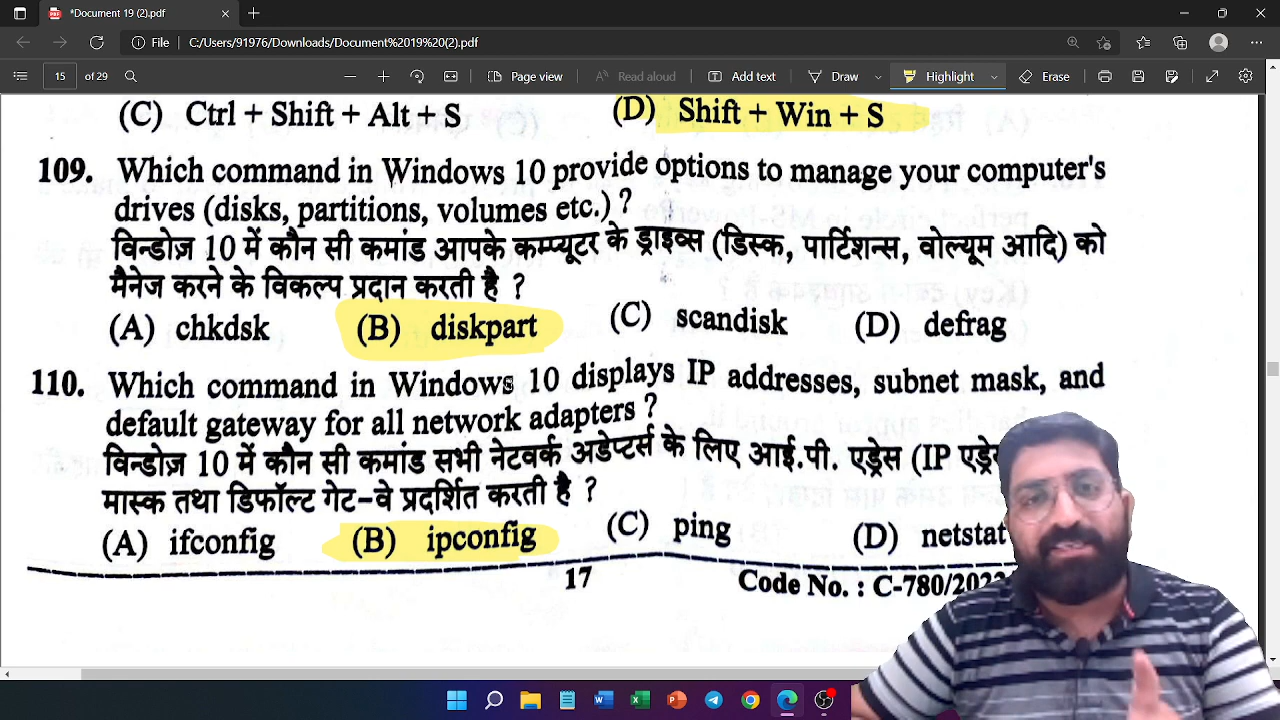 *Document 19 (2).pdf
File C:/Users/91976/Downloads/Document%2019%20(2).pdf
15 of 29 Page view Read aloud Add text Draw Highlight Erase
(C) Ctrl + Shift + Alt + S (D) Shift + Win + S
109. Which command in Windows 10 provide options to manage your computer's
drives (disks, partitions, volumes etc.) ?
विन्डोज़ 10 में कौन सी कमांड आपके कम्प्यूटर के ड्राइव्स (डिस्क, पार्टिशन्स, वोल्यूम आदि) को
मैनेज करने के विकल्प प्रदान करती है ?
(A) chkdsk (B) diskpart (C) scandisk (D) defrag
110. Which command in Windows 10 displays IP addresses, subnet mask, and
default gateway for all network adapters ?
विन्डोज़ 10 में कौन सी कमांड सभी नेटवर्क अडेप्टर्स के लिए आई.पी. एड्रेस (IP
मास्क तथा डिफॉल्ट गेट-वे प्रदर्शित करती है ?
(A) ifconfig (B) ipconfig (C) ping (D) netstat
17 Code No. : C-780/2022